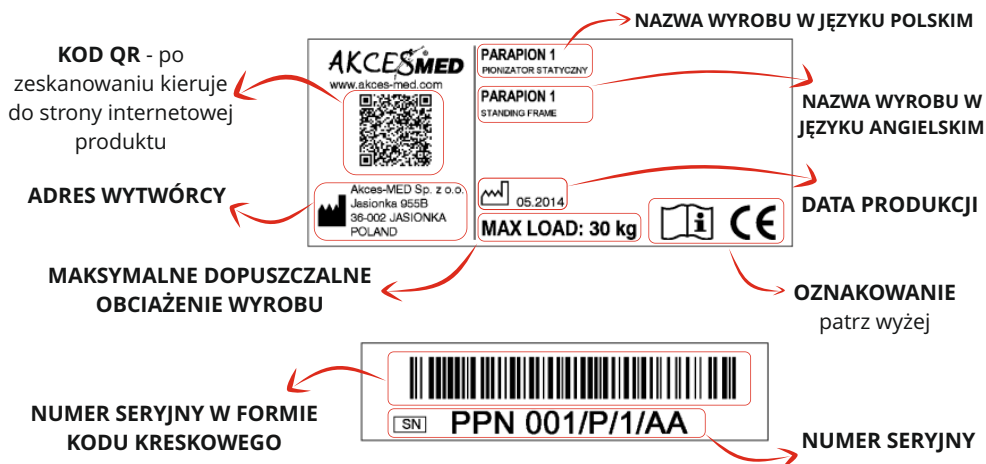 NAZWA WYROBU W JĘZYKU POLSKIM
KOD QR - po
zeskanowaniu kieruje
do strony internetowej
produktu
AKCESMED
www.akces-med.com
PARAPION 1
PIONIZATOR STATYCZNY
PARAPION 1
STANDING FRAME
NAZWA WYROBU W
JĘZYKU ANGIELSKIM
ADRES WYTWÓRCY
Akces-MED Sp. z o.o.
Jasionka 955B
36-002 JASIONKA
POLAND
05.2014
MAX LOAD: 30 kg
i CE
DATA PRODUKCJI
MAKSYMALNE DOPUSZCZALNE
OBCIAŻENIE WYROBU
OZNAKOWANIE
patrz wyżej
NUMER SERYJNY W FORMIE
KODU KRESKOWEGO
SN PPN 001/P/1/AA
NUMER SERYJNY